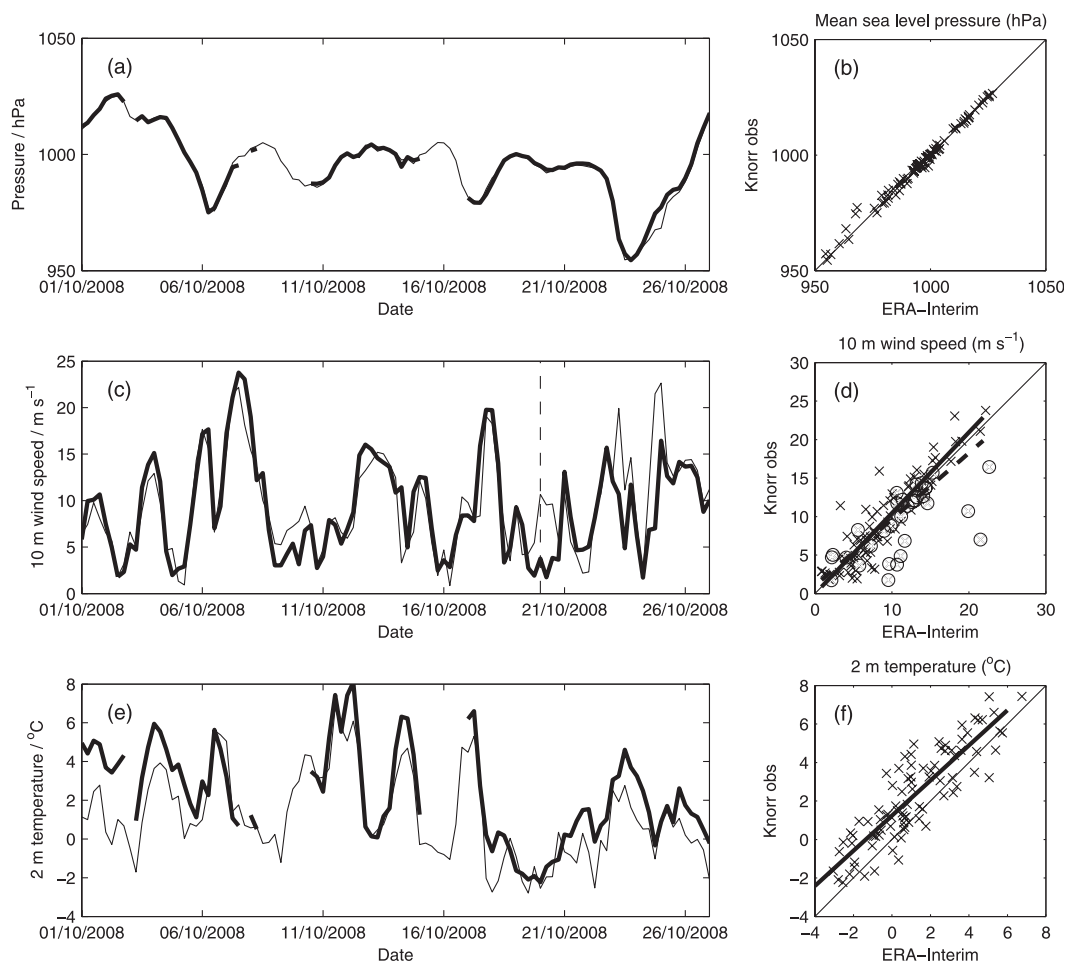 (a)
1050
1000
950
Pressure / hPa
01/10/2008 06/10/2008 11/10/2008 16/10/2008 21/10/2008 26/10/2008
Date
Mean sea level pressure (hPa)
(b)
1050
1000
950
Knorr obs
950 1000 1050
ERA−Interim
(c)
25
20
15
10
5
0
10 m wind speed / m s⁻¹
01/10/2008 06/10/2008 11/10/2008 16/10/2008 21/10/2008 26/10/2008
Date
10 m wind speed (m s⁻¹)
(d)
30
25
20
15
10
5
0
Knorr obs
0 10 20 30
ERA−Interim
(e)
8
6
4
2
0
−2
−4
2 m temperature / °C
01/10/2008 06/10/2008 11/10/2008 16/10/2008 21/10/2008 26/10/2008
Date
2 m temperature (°C)
(f)
8
6
4
2
0
−2
−4
Knorr obs
−4 −2 0 2 4 6 8
ERA−Interim